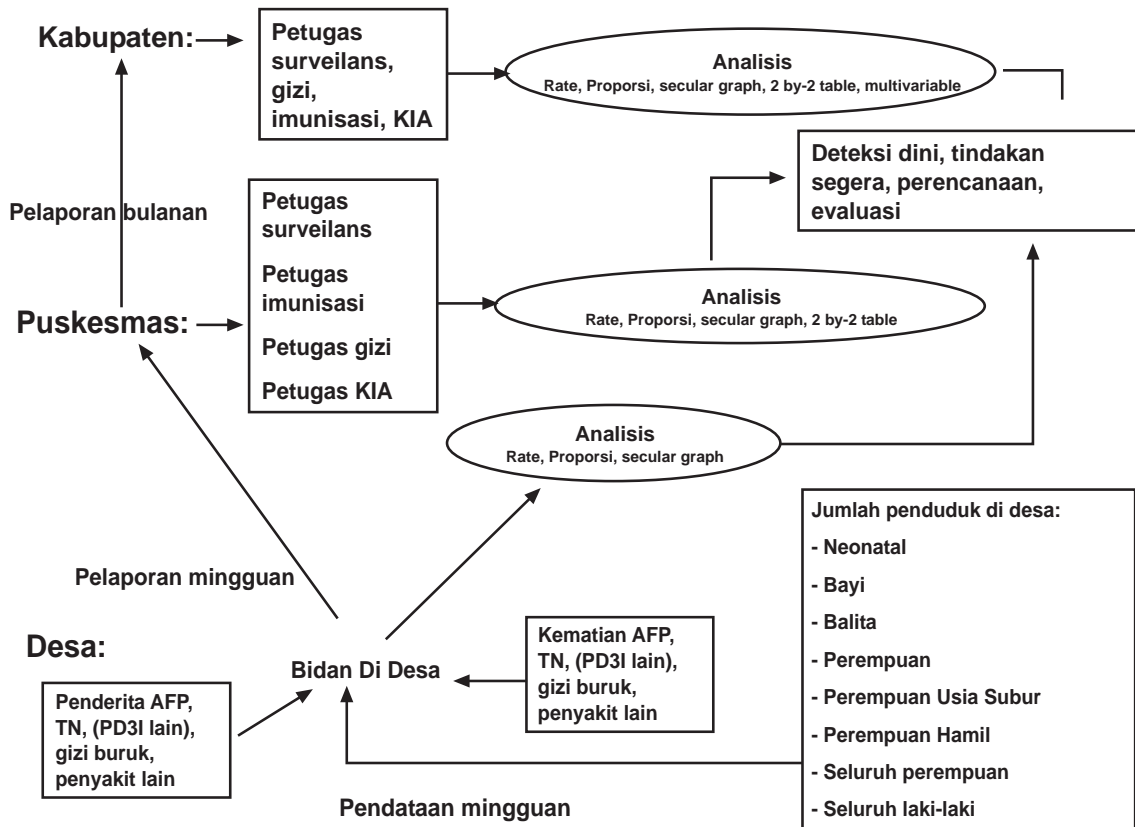 Kabupaten:
Petugas
surveilans,
gizi,
imunisasi, KIA
Analisis
Rate, Proporsi, secular graph, 2 by-2 table, multivariable
Deteksi dini, tindakan
segera, perencanaan,
evaluasi
Pelaporan bulanan
Petugas
surveilans
Petugas
imunisasi
Petugas gizi
Petugas KIA
Analisis
Rate, Proporsi, secular graph, 2 by-2 table
Puskesmas:
Analisis
Rate, Proporsi, secular graph
Pelaporan mingguan
Jumlah penduduk di desa:
- Neonatal
- Bayi
- Balita
- Perempuan
- Perempuan Usia Subur
- Perempuan Hamil
- Seluruh perempuan
- Seluruh laki-laki
Desa:
Bidan Di Desa
Kematian AFP,
TN, (PD3I lain),
gizi buruk,
penyakit lain
Penderita AFP,
TN, (PD3I lain),
gizi buruk,
penyakit lain
Pendataan mingguan